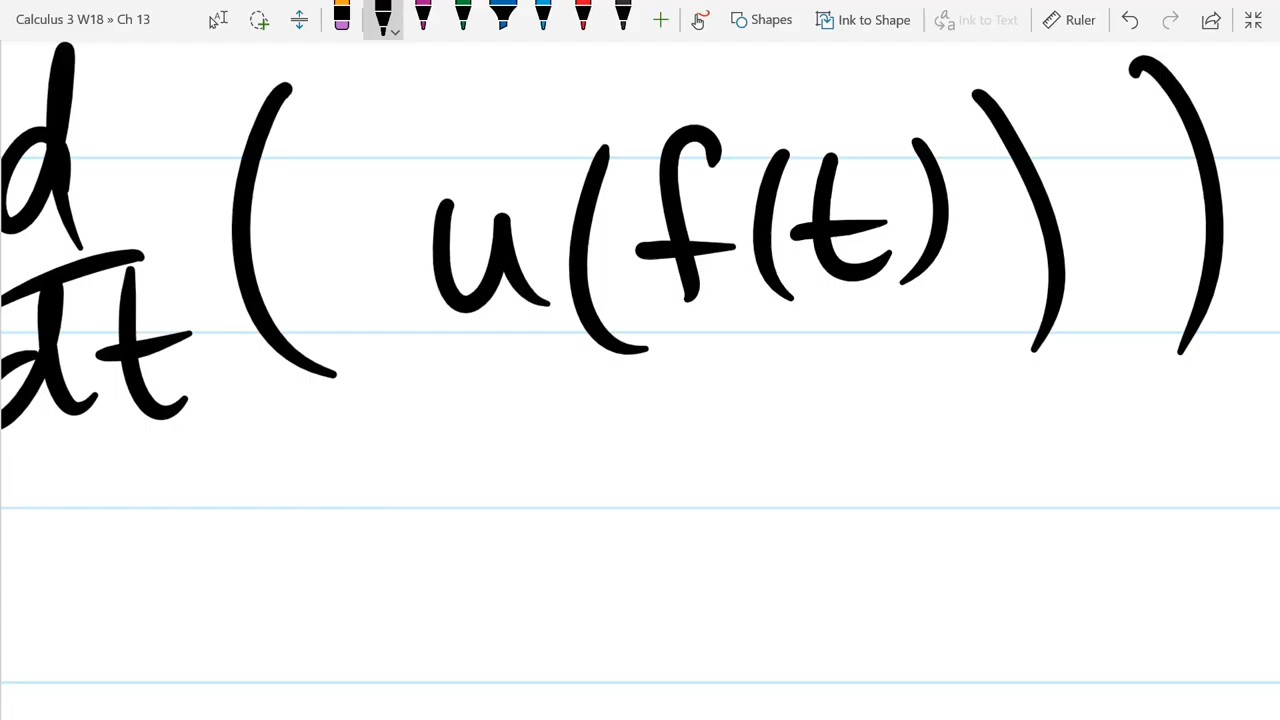 Calculus 3 W18 » Ch 13
Shapes
Ink to Shape
Ink to Text
Ruler
d/dt ( u(f(t)) )